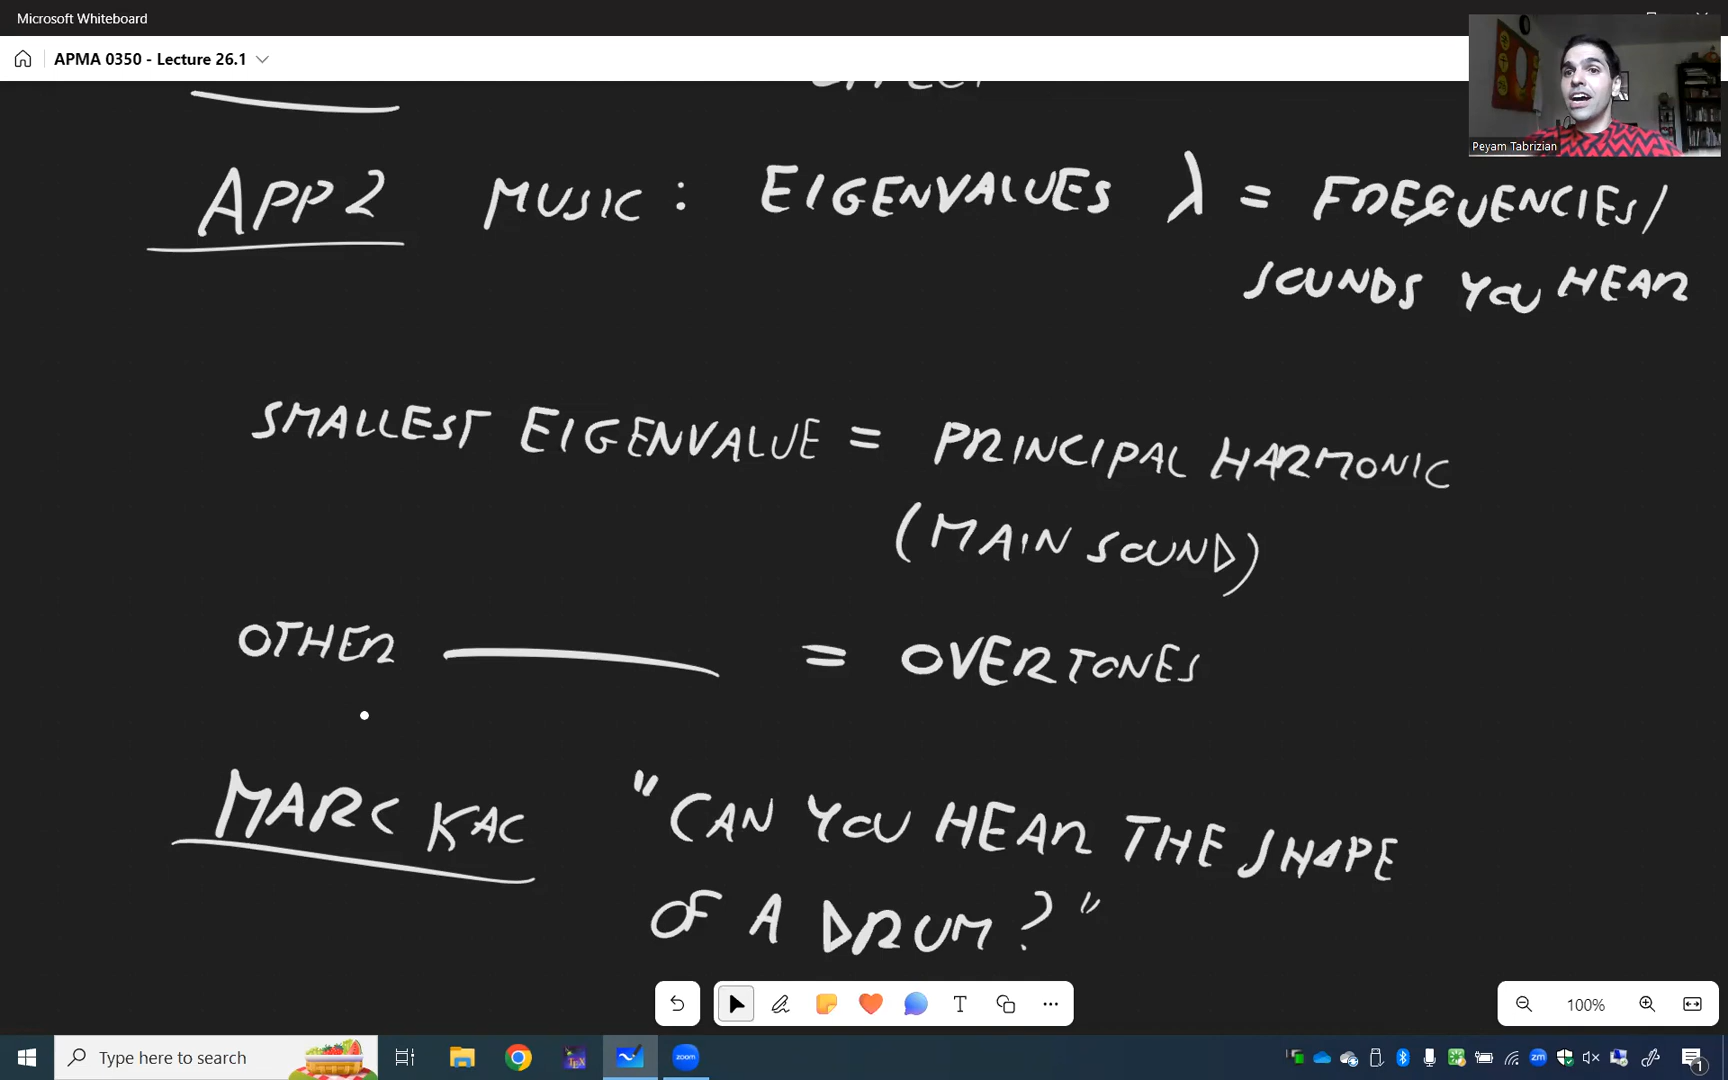 Microsoft Whiteboard
APMA 0350 - Lecture 26.1
Peyam Tabrizian
APP 2 MUSIC: EIGENVALUES λ = FREQUENCIES/
SOUNDS YOU HEAR
SMALLEST EIGENVALUE = PRINCIPAL HARMONIC
(MAIN SOUND)
OTHER = OVERTONES
MARC KAC "CAN YOU HEAR THE SHAPE
OF A DRUM?"
100%
Type here to search
zoom